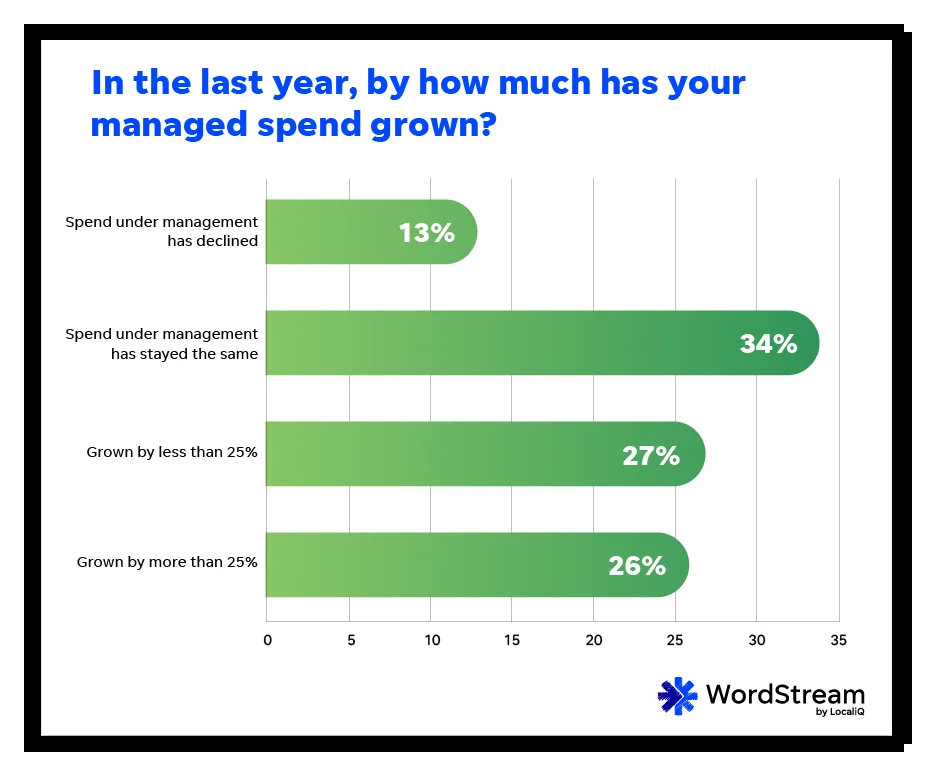 In the last year, by how much has your
managed spend grown?
Spend under management
has declined
13%
Spend under management
has stayed the same
34%
Grown by less than 25%
27%
Grown by more than 25%
26%
0 5 10 15 20 25 30 35
WordStream
by LocaliQ